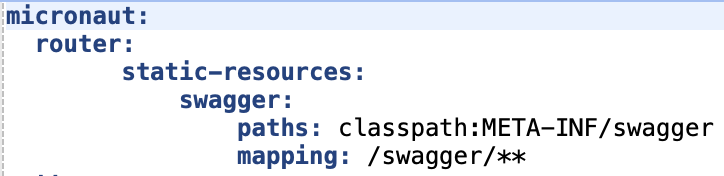 micronaut:
router:
static-resources:
swagger:
paths: classpath:META-INF/swagger
mapping: /swagger/**